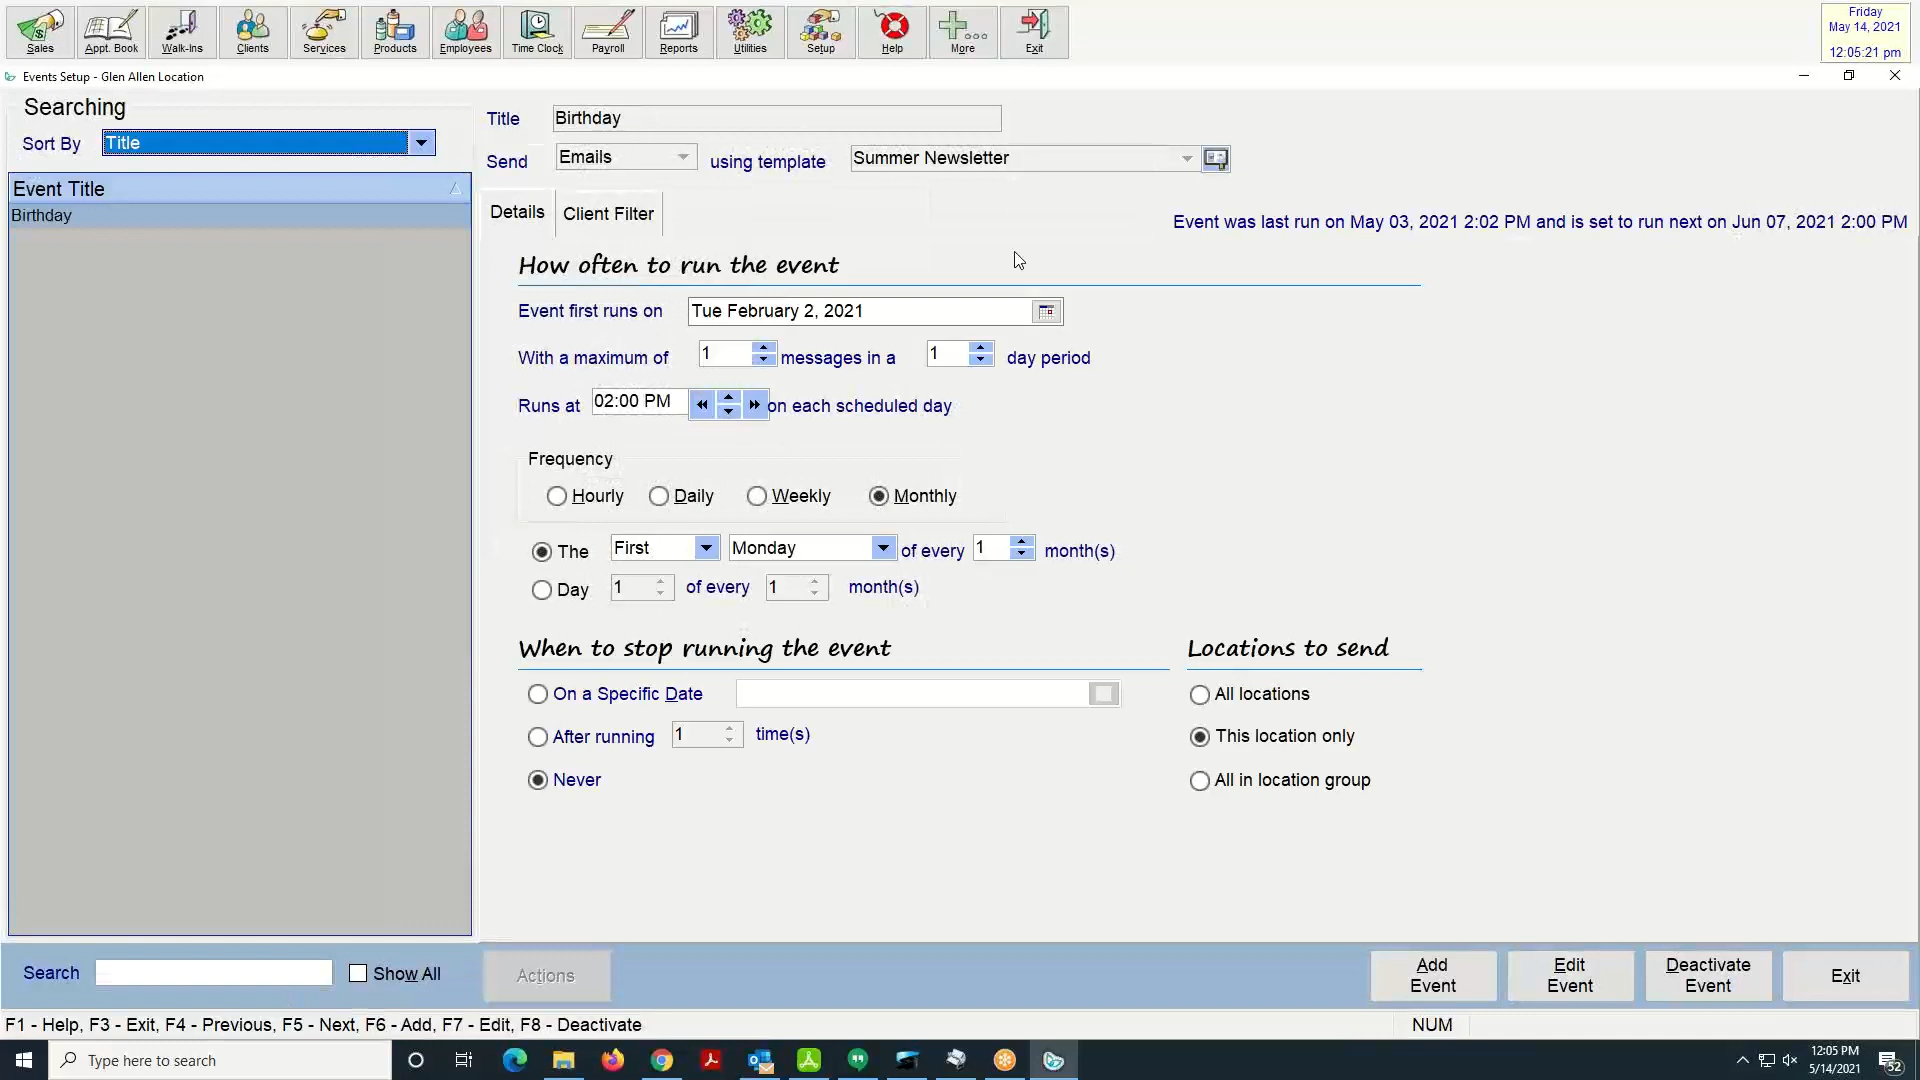 Sales Appt. Book Walk-Ins Clients Services Products Employees Time Clock Payroll Reports Utilities Setup Help More Exit
Friday
May 14, 2021
12:05:21 pm
Events Setup - Glen Allen Location
Searching
Sort By Title
Event Title
Birthday
Title Birthday
Send Emails using template Summer Newsletter
Details Client Filter
Event was last run on May 03, 2021 2:02 PM and is set to run next on Jun 07, 2021 2:00 PM
How often to run the event
Event first runs on Tue February 2, 2021
With a maximum of 1 messages in a 1 day period
Runs at 02:00 PM on each scheduled day
Frequency
Hourly Daily Weekly Monthly
The First Monday of every 1 month(s)
Day 1 of every 1 month(s)
When to stop running the event
On a Specific Date
After running 1 time(s)
Never
Locations to send
All locations
This location only
All in location group
Search Show All Actions
Add Event
Edit Event
Deactivate Event
Exit
F1 - Help, F3 - Exit, F4 - Previous, F5 - Next, F6 - Add, F7 - Edit, F8 - Deactivate NUM
Type here to search
12:05 PM
5/14/2021
52